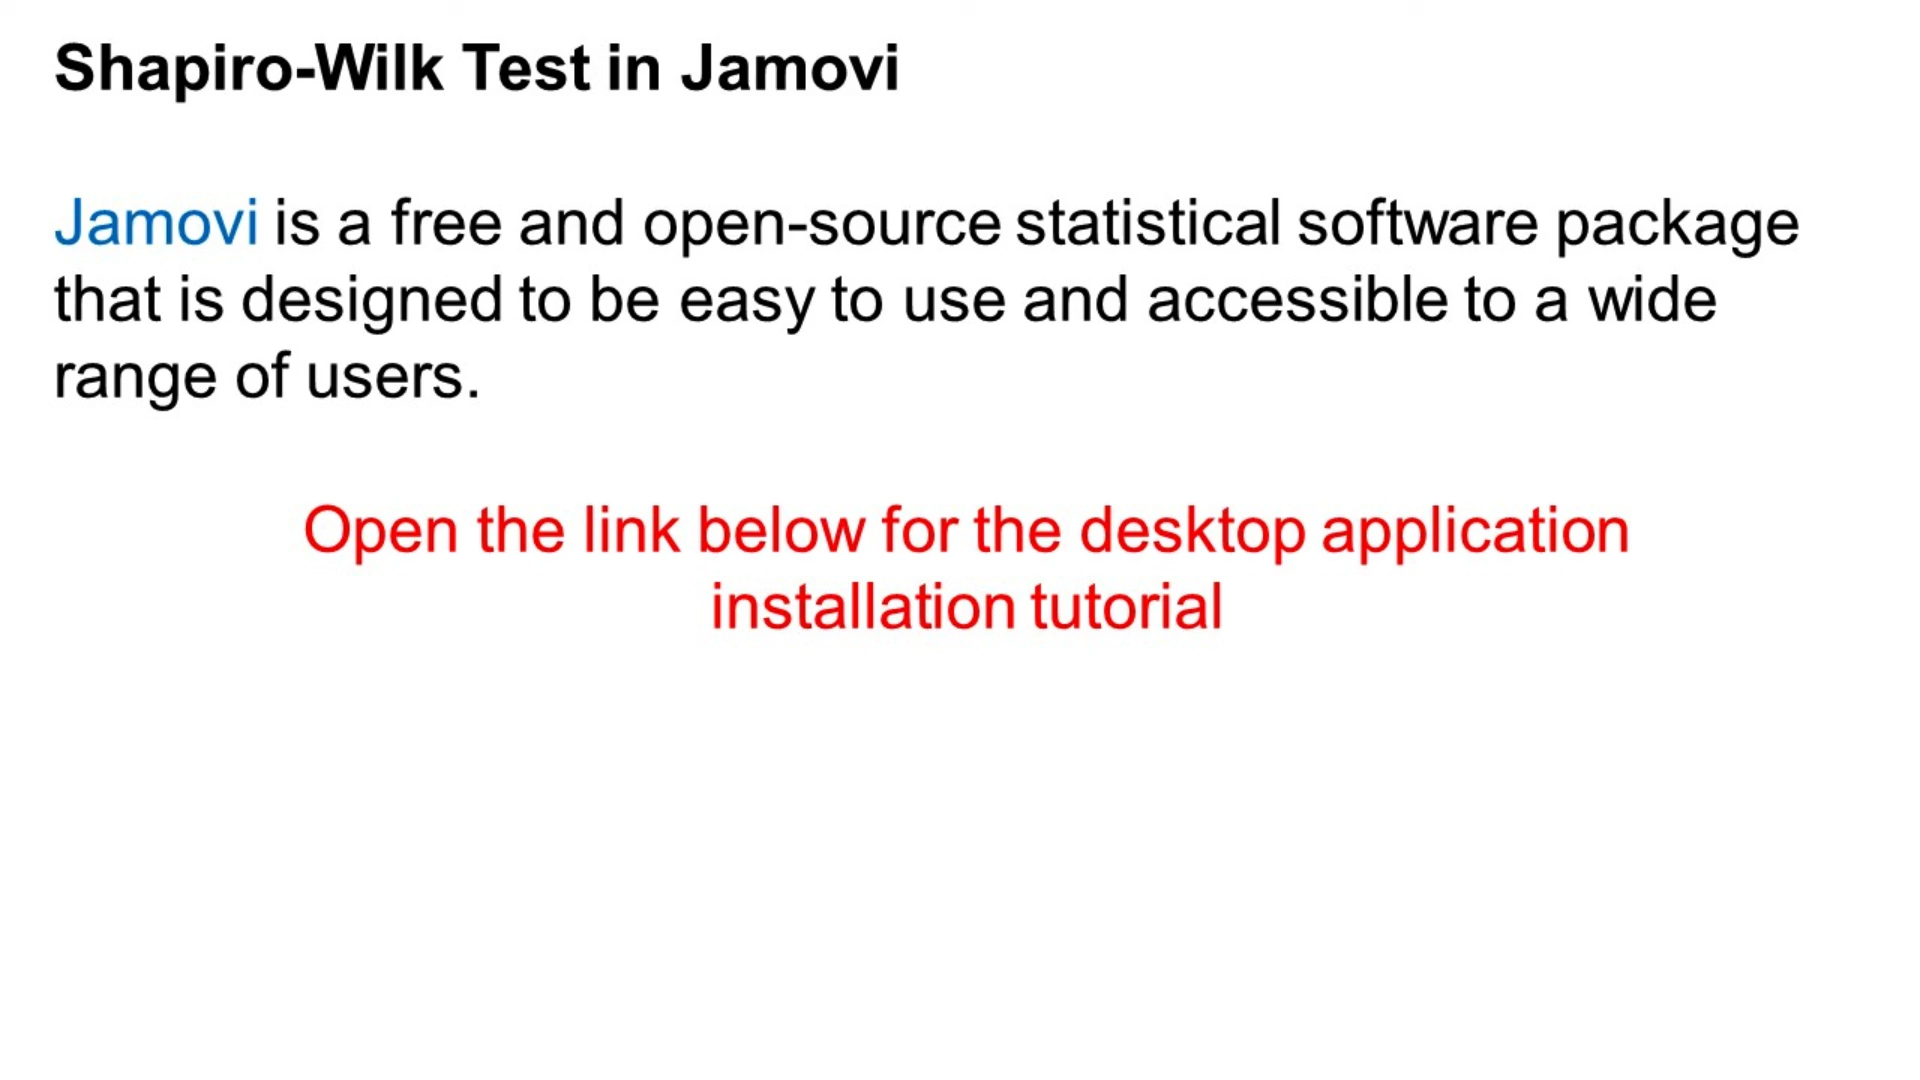 Shapiro-Wilk Test in Jamovi
Jamovi is a free and open-source statistical software package
that is designed to be easy to use and accessible to a wide
range of users.
Open the link below for the desktop application
installation tutorial